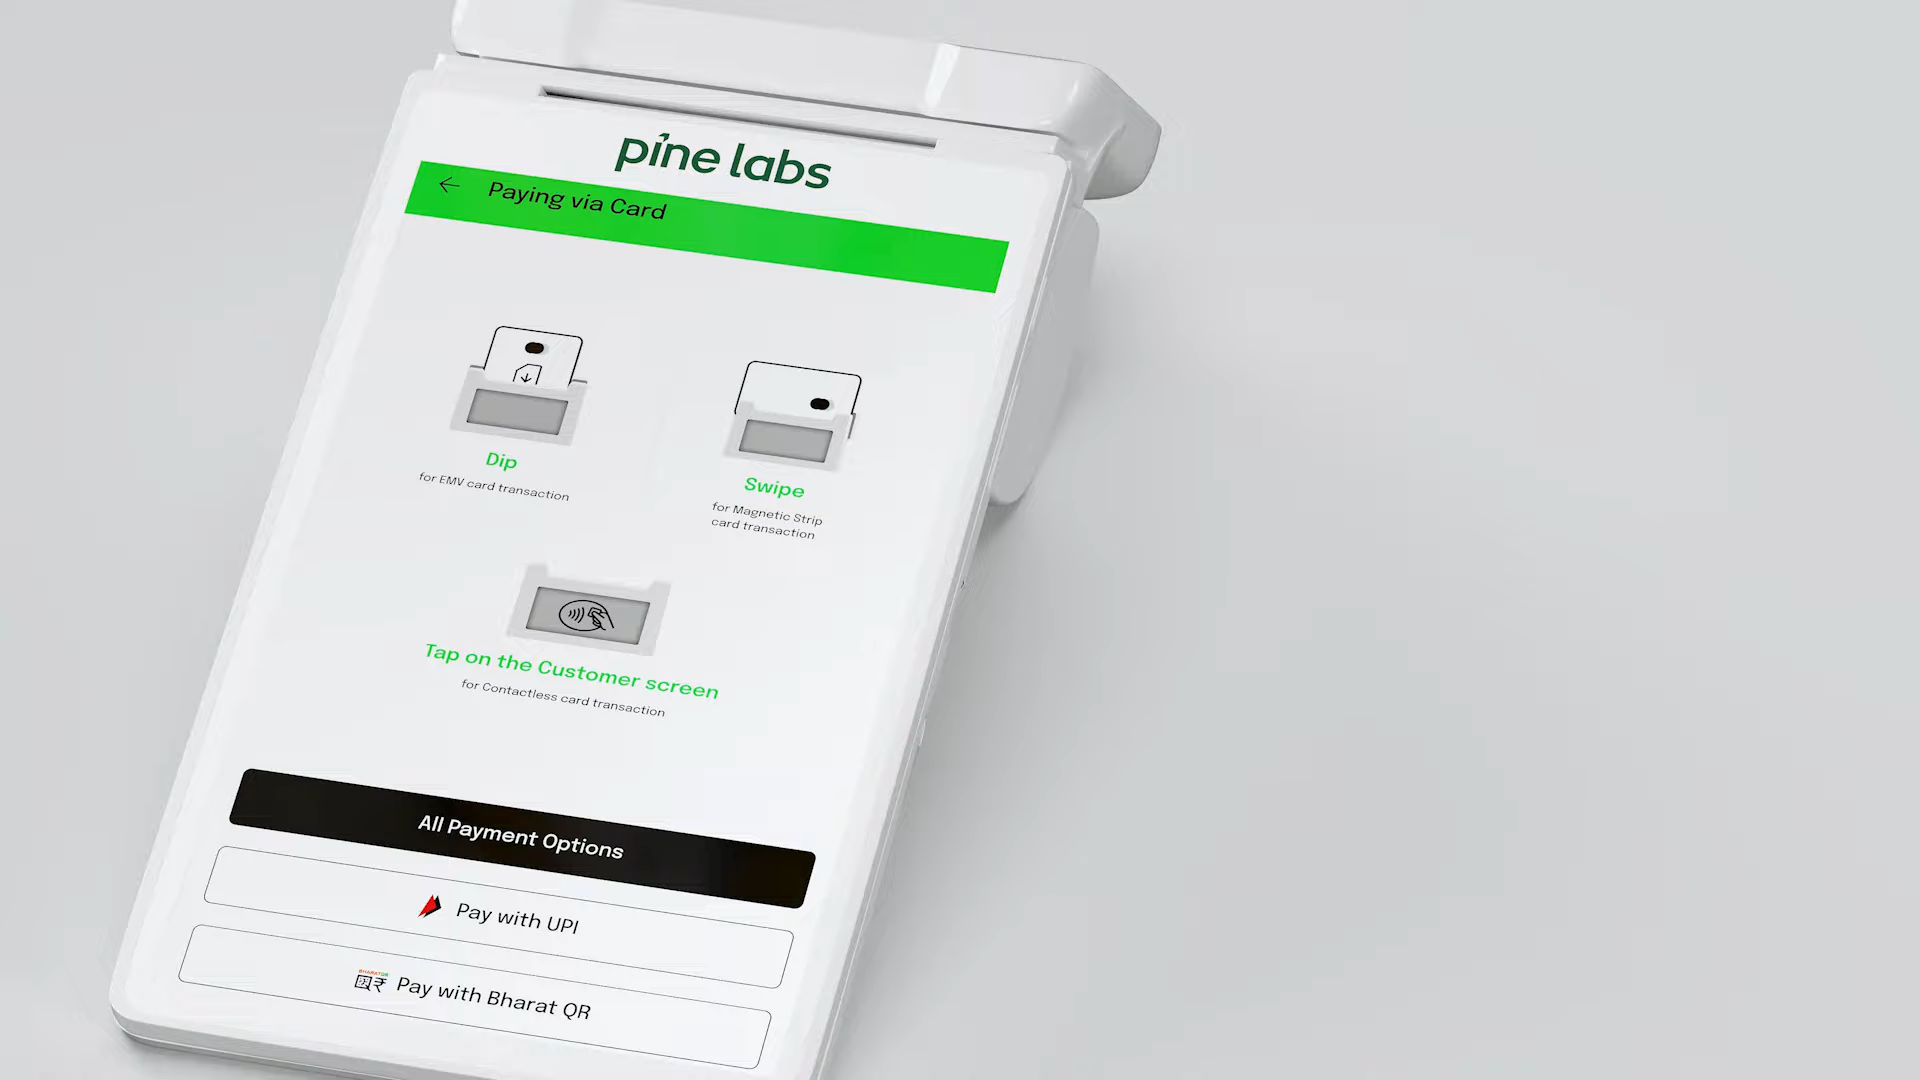 pine labs
Paying via Card
Dip
for EMV card transaction
Swipe
for Magnetic Strip
card transaction
Tap on the Customer screen
for Contactless card transaction
All Payment Options
Pay with UPI
BHARATQR
Pay with Bharat QR